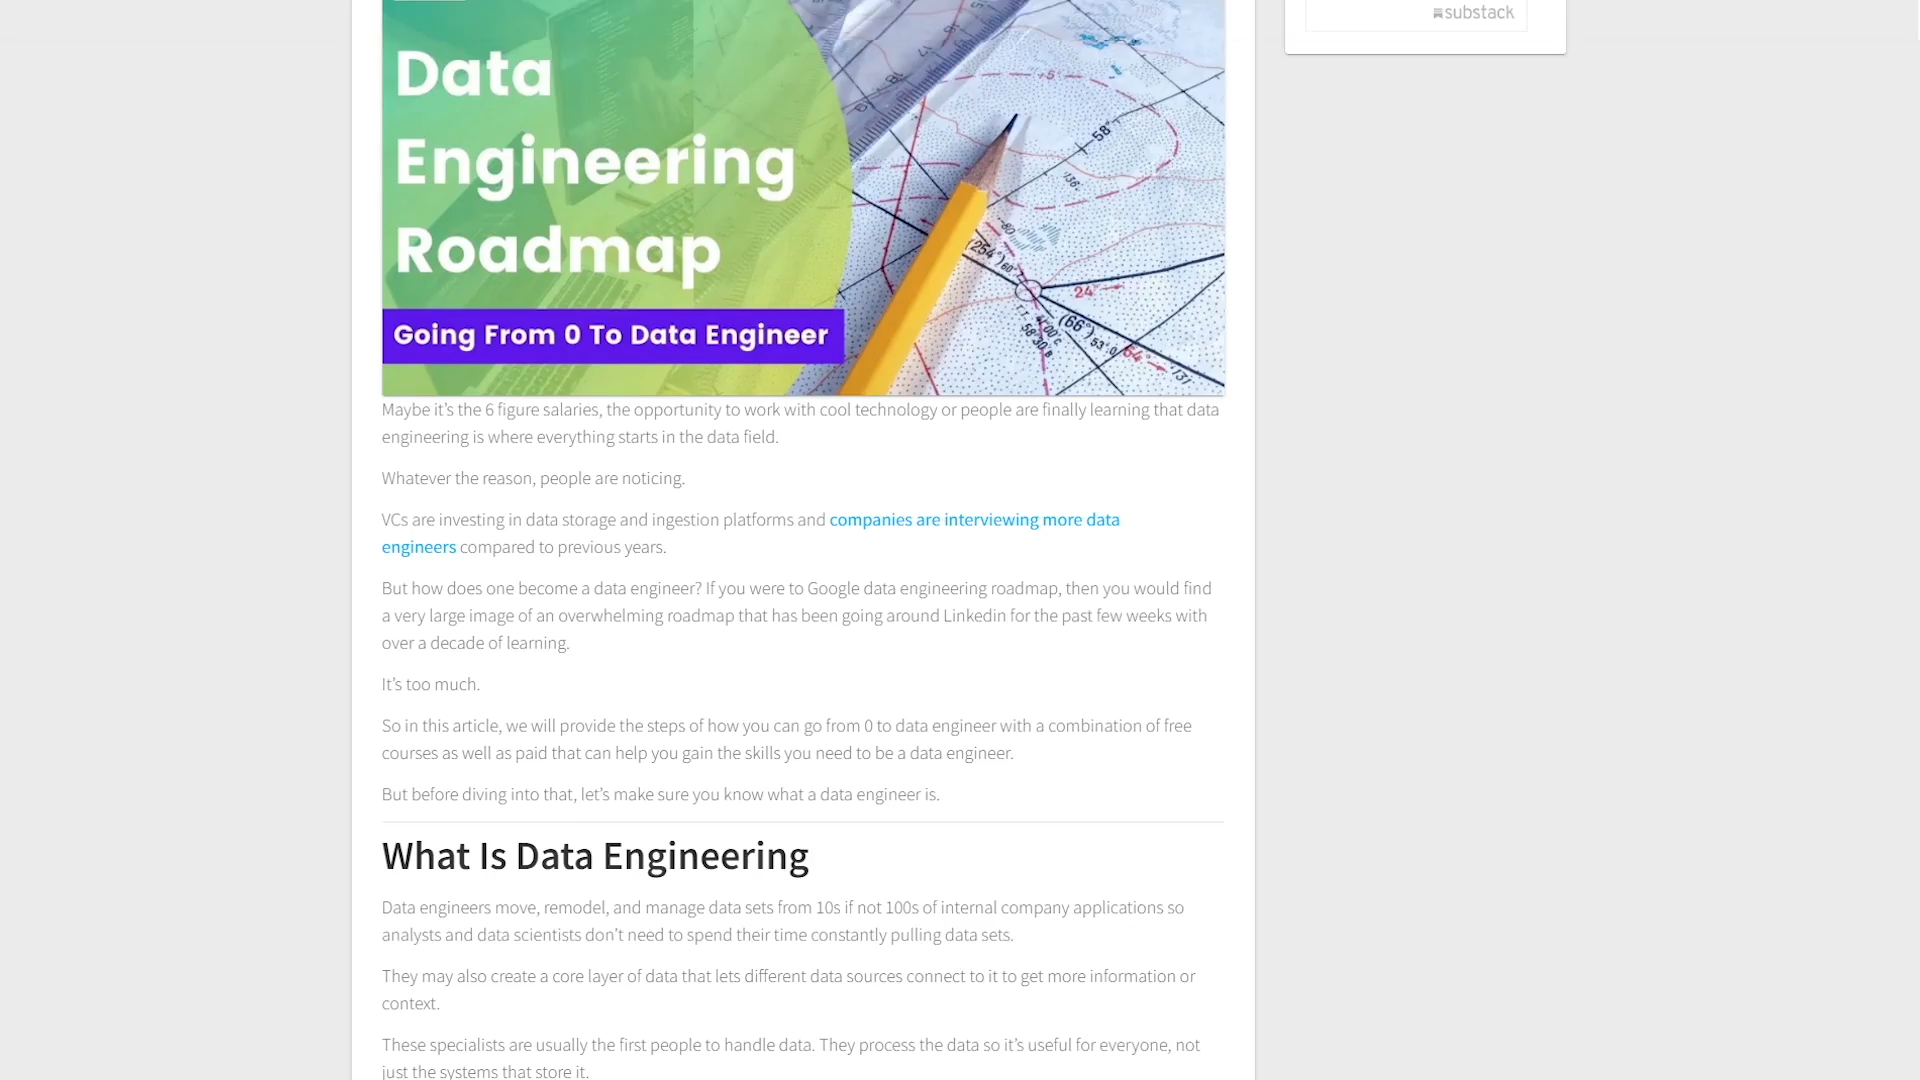 substack
Data
Engineering
Roadmap
Going From 0 To Data Engineer
Maybe it’s the 6 figure salaries, the opportunity to work with cool technology or people are finally learning that data
engineering is where everything starts in the data field.
Whatever the reason, people are noticing.
VCs are investing in data storage and ingestion platforms and companies are interviewing more data
engineers compared to previous years.
But how does one become a data engineer? If you were to Google data engineering roadmap, then you would find
a very large image of an overwhelming roadmap that has been going around Linkedin for the past few weeks with
over a decade of learning.
It’s too much.
So in this article, we will provide the steps of how you can go from 0 to data engineer with a combination of free
courses as well as paid that can help you gain the skills you need to be a data engineer.
But before diving into that, let’s make sure you know what a data engineer is.
What Is Data Engineering
Data engineers move, remodel, and manage data sets from 10s if not 100s of internal company applications so
analysts and data scientists don’t need to spend their time constantly pulling data sets.
They may also create a core layer of data that lets different data sources connect to it to get more information or
context.
These specialists are usually the first people to handle data. They process the data so it’s useful for everyone, not
just the systems that store it.